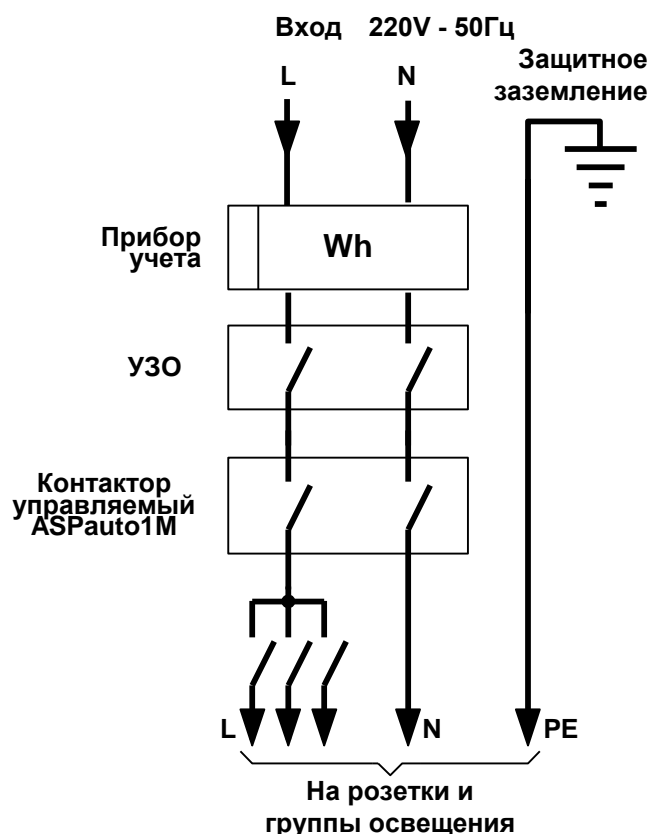 Вход 220V - 50Гц
Защитное
заземление
L N
Прибор
учета
Wh
УЗО
Контактор
управляемый
ASPauto1M
L N PE
На розетки и
группы освещения